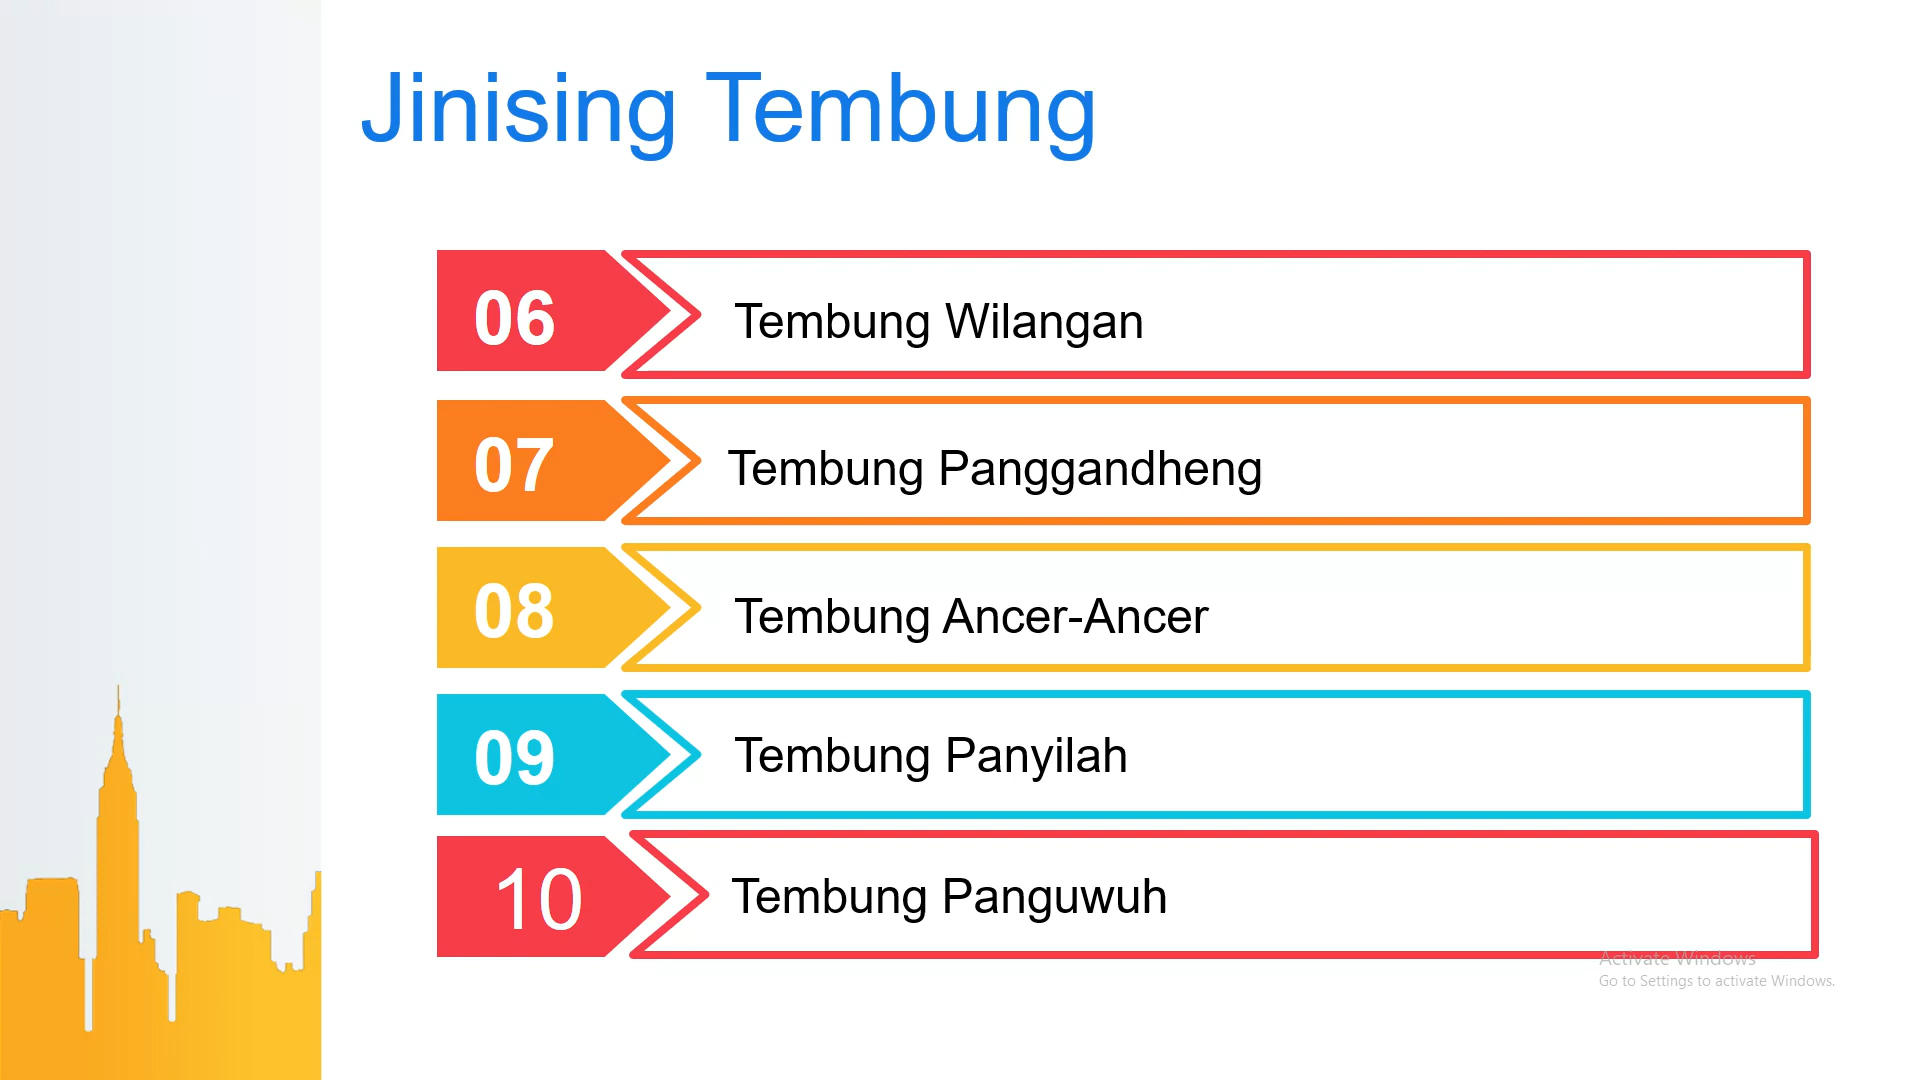 Jinising Tembung
06
Tembung Wilangan
07
Tembung Panggandheng
08
Tembung Ancer-Ancer
09
Tembung Panyilah
10
Tembung Panguwuh
Activate Windows
Go to Settings to activate Windows.